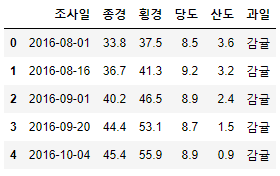 조사일 종경 횡경 당도 산도 과일
0 2016-08-01 33.8 37.5 8.5 3.6 감귤
1 2016-08-16 36.7 41.3 9.2 3.2 감귤
2 2016-09-01 40.2 46.5 8.9 2.4 감귤
3 2016-09-20 44.4 53.1 8.7 1.5 감귤
4 2016-10-04 45.4 55.9 8.9 0.9 감귤